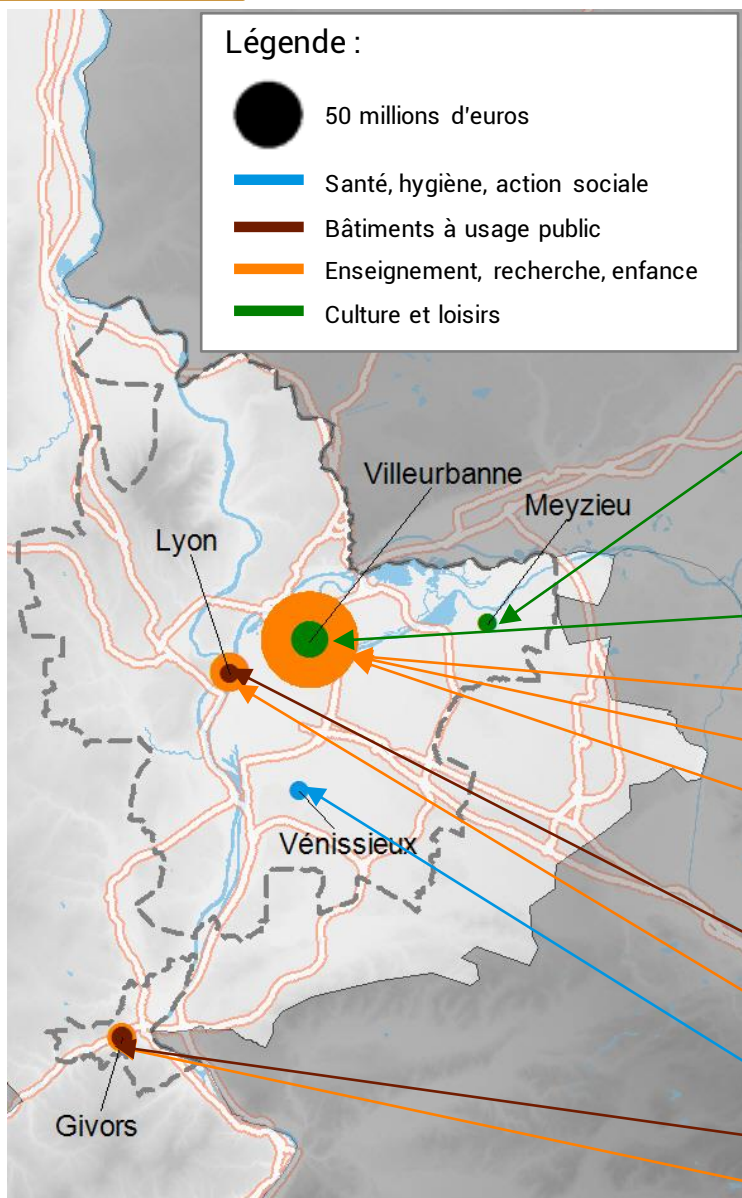 Légende :
50 millions d'euros
Santé, hygiène, action sociale
Bâtiments à usage public
Enseignement, recherche, enfance
Culture et loisirs
Villeurbanne
Meyzieu
Lyon
Vénissieux
Givors